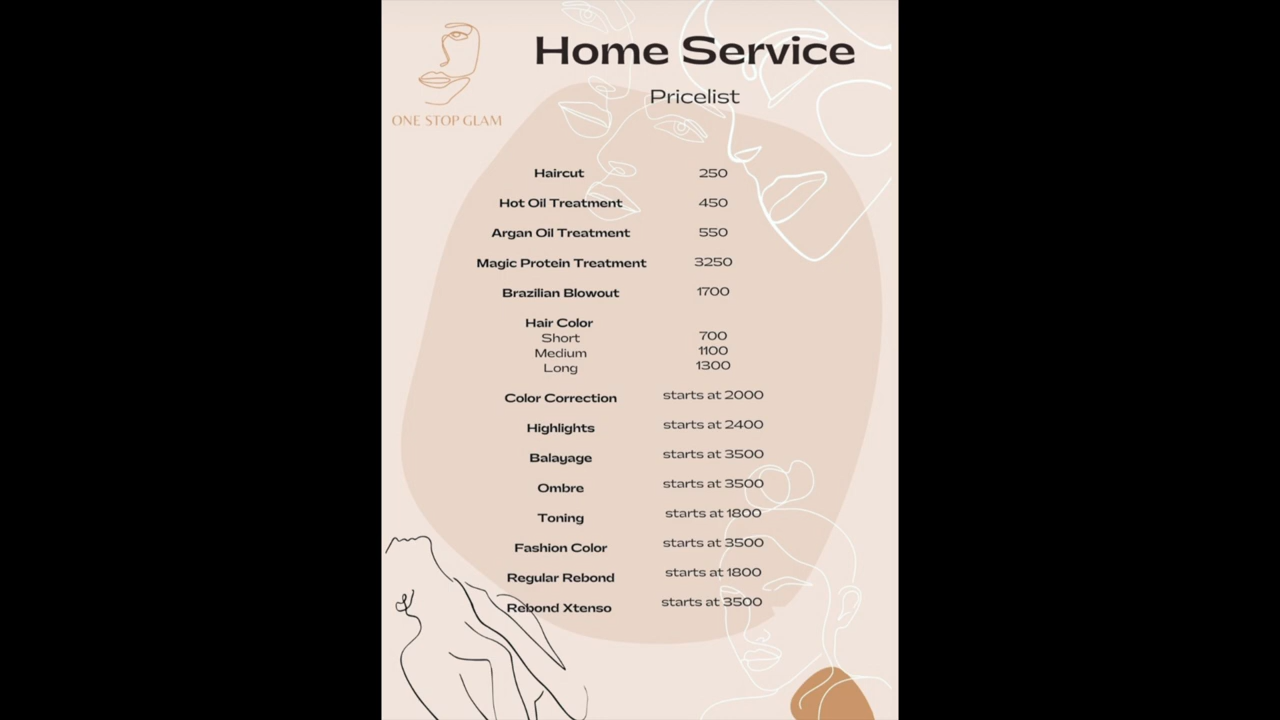 Home Service
Pricelist
ONE STOP GLAM
Haircut 250
Hot Oil Treatment 450
Argan Oil Treatment 550
Magic Protein Treatment 3250
Brazilian Blowout 1700
Hair Color
Short 700
Medium 1100
Long 1300
Color Correction starts at 2000
Highlights starts at 2400
Balayage starts at 3500
Ombre starts at 3500
Toning starts at 1800
Fashion Color starts at 3500
Regular Rebond starts at 1800
Rebond Xtenso starts at 3500